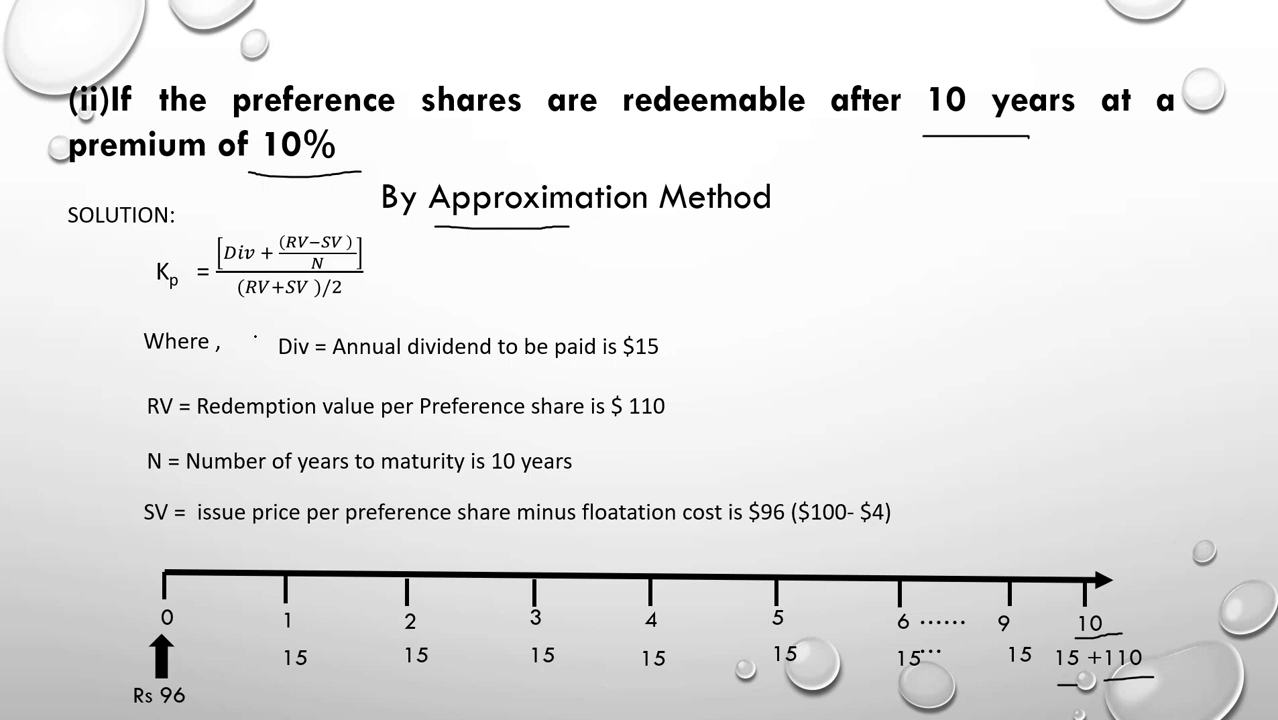 (ii)If the preference shares are redeemable after 10 years at a
premium of 10%
By Approximation Method
SOLUTION:
Kp = [Div + (RV−SV)/N] / (RV+SV)/2
Where , Div = Annual dividend to be paid is $15
RV = Redemption value per Preference share is $ 110
N = Number of years to maturity is 10 years
SV = issue price per preference share minus floatation cost is $96 ($100- $4)
0 1 2 3 4 5 6 ...... 9 10
15 15 15 15 15 15... 15 15 +110
Rs 96